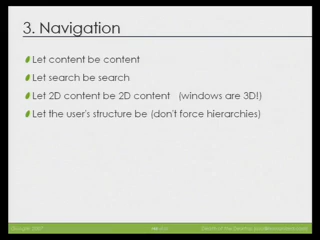 3. Navigation
Let content be content
Let search be search
Let 2D content be 2D content (windows are 3D!)
Let the user's structure be (don't force hierarchies)